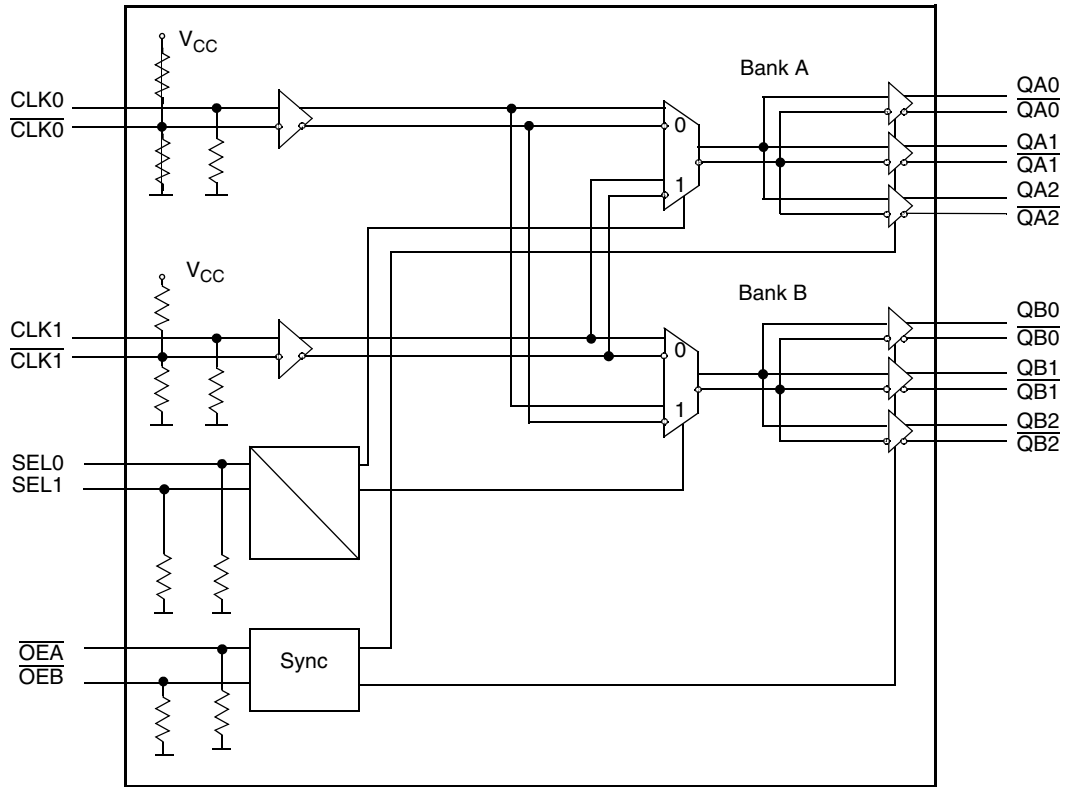 VCC
Bank A
CLK0
CLK0
0
1
QA0
QA0
QA1
QA1
QA2
QA2
VCC
Bank B
CLK1
CLK1
0
1
QB0
QB0
QB1
QB1
QB2
QB2
SEL0
SEL1
OEA
OEB
Sync